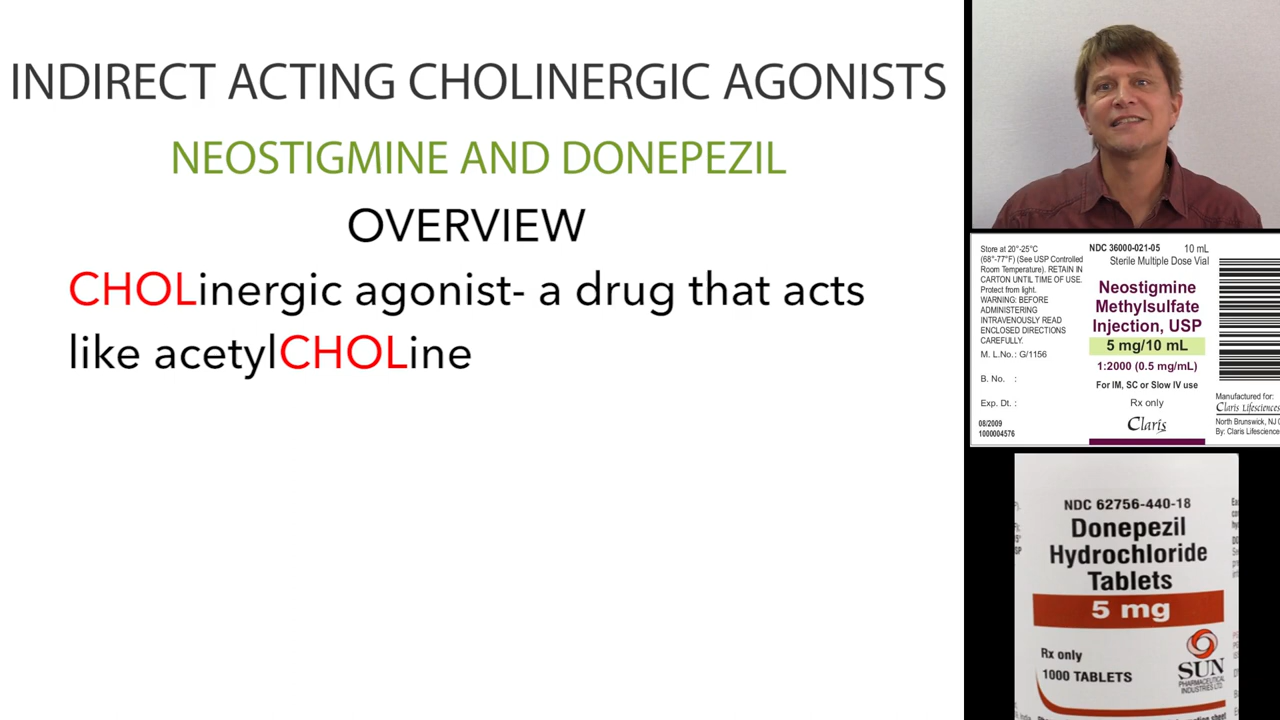 INDIRECT ACTING CHOLINERGIC AGONISTS
NEOSTIGMINE AND DONEPEZIL
OVERVIEW
CHOLinergic agonist- a drug that acts
like acetylCHOLine
Store at 20°-25°C
(68°-77°F) (See USP Controlled
Room Temperature). RETAIN IN
CARTON UNTIL TIME OF USE.
Protect from light.
WARNING: BEFORE
ADMINISTERING
INTRAVENOUSLY READ
ENCLOSED DIRECTIONS
CAREFULLY.
M. L.No.: G/1156
B. No. :
Exp. Dt. :
08/2009
1000004576
NDC 36000-021-05 10 mL
Sterile Multiple Dose Vial
Neostigmine
Methylsulfate
Injection, USP
5 mg/10 mL
1:2000 (0.5 mg/mL)
For IM, SC or Slow IV use
Rx only
Claris
Manufactured for:
Claris Lifesciences
North Brunswick, NJ
By: Claris Lifescience
NDC 62756-440-18
Donepezil
Hydrochloride
Tablets
5 mg
Rx only
1000 TABLETS
SUN
PHARMACEUTICAL
INDUSTRIES LTD.